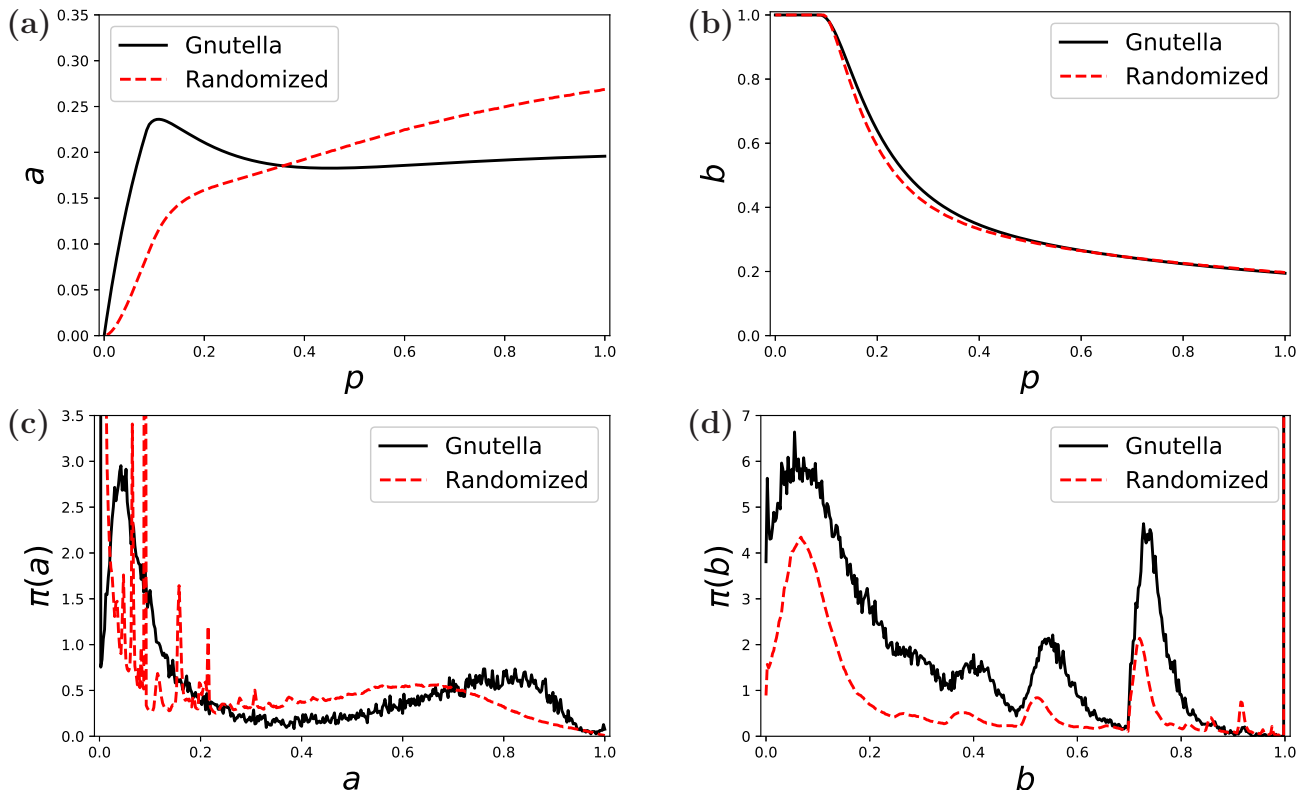 (a)
0.35
0.30
0.25
0.20
0.15
0.10
0.05
0.00
a
Gnutella
Randomized
0.0 0.2 0.4 0.6 0.8 1.0
p
(b)
1.0
0.8
0.6
0.4
0.2
0.0
b
Gnutella
Randomized
0.0 0.2 0.4 0.6 0.8 1.0
p
(c)
3.5
3.0
2.5
2.0
1.5
1.0
0.5
0.0
π(a)
Gnutella
Randomized
0.0 0.2 0.4 0.6 0.8 1.0
a
(d)
7
6
5
4
3
2
1
0
π(b)
Gnutella
Randomized
0.0 0.2 0.4 0.6 0.8 1.0
b